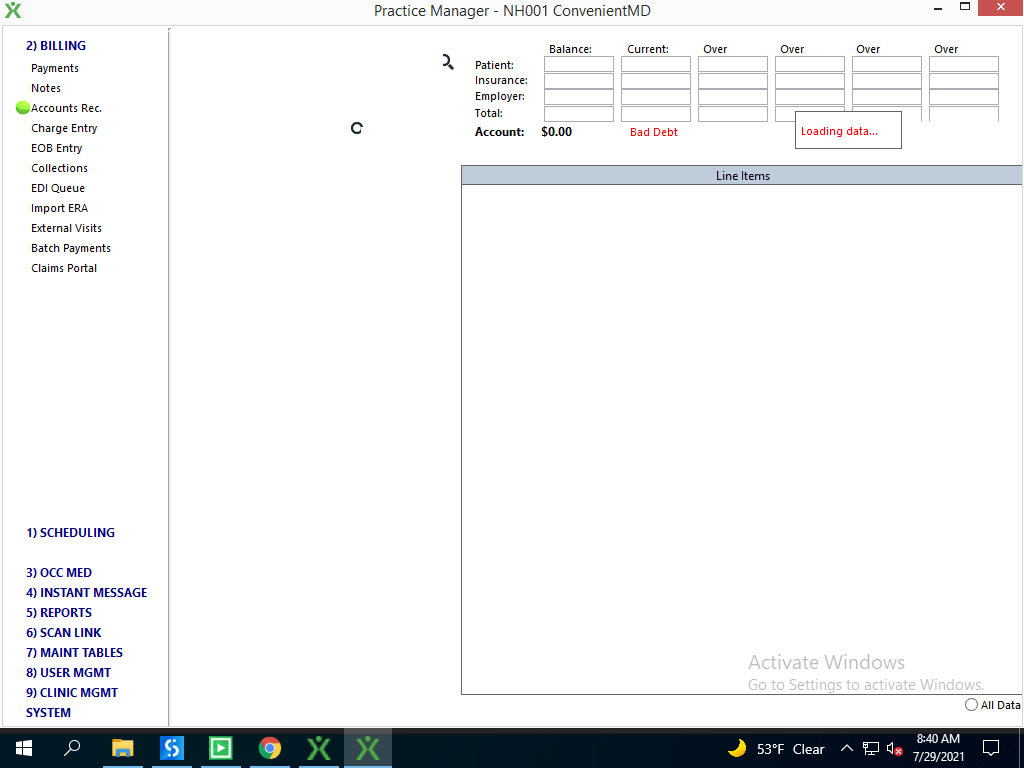 Practice Manager - NH001 ConvenientMD
2) BILLING
Payments
Notes
Accounts Rec.
Charge Entry
EOB Entry
Collections
EDI Queue
Import ERA
External Visits
Batch Payments
Claims Portal
1) SCHEDULING
3) OCC MED
4) INSTANT MESSAGE
5) REPORTS
6) SCAN LINK
7) MAINT TABLES
8) USER MGMT
9) CLINIC MGMT
SYSTEM
Balance: Current: Over Over Over Over
Patient:
Insurance:
Employer:
Total:
Account: $0.00 Bad Debt
Loading data...
Line Items
Activate Windows
Go to Settings to activate Windows.
All Data
53°F Clear
8:40 AM
7/29/2021